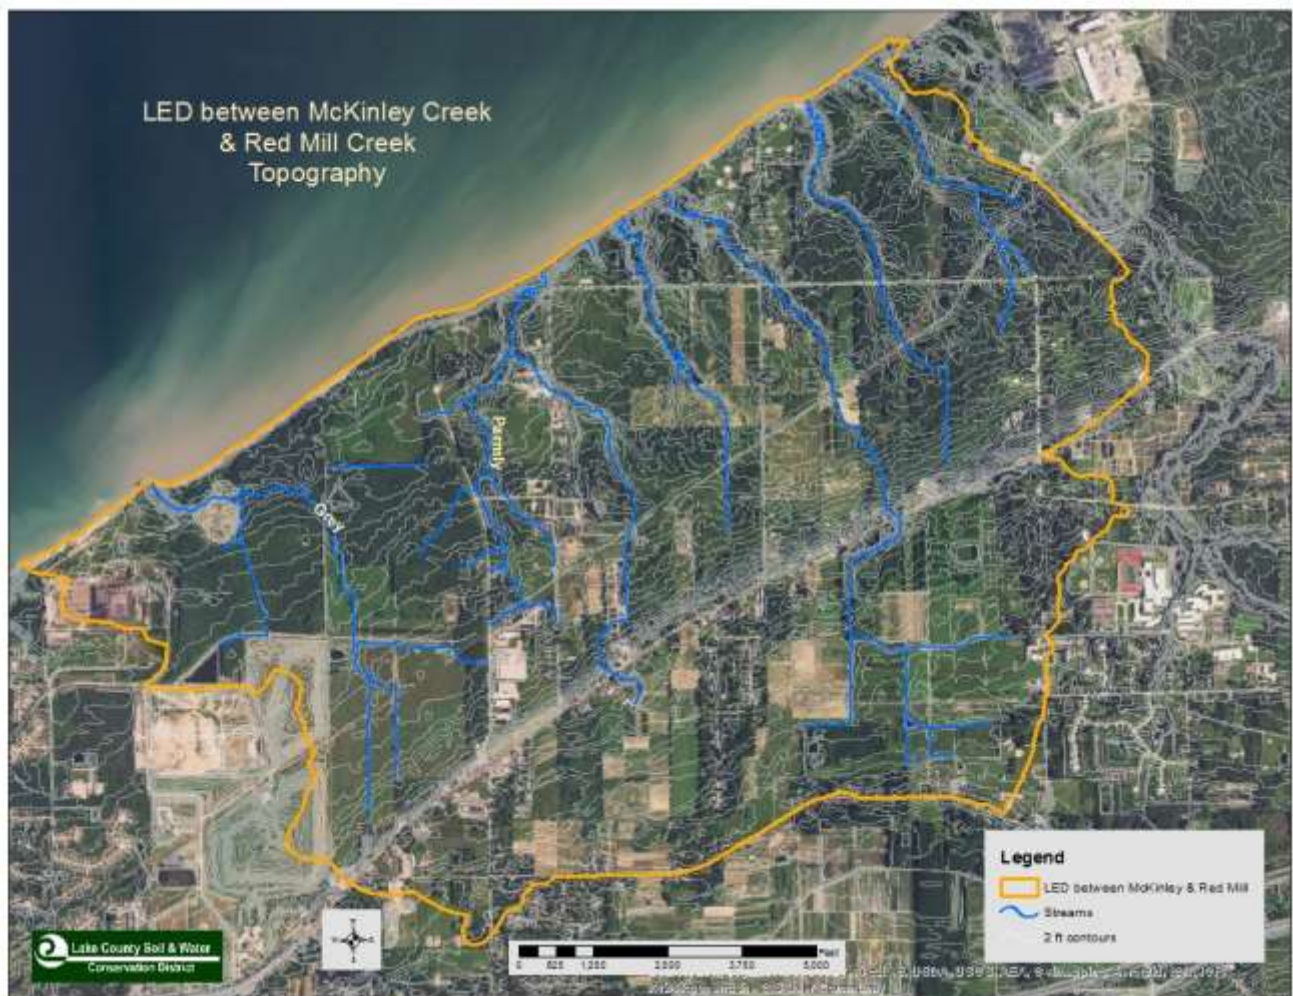 LED between McKinley Creek
& Red Mill Creek
Topography
Parmly
Grey
Legend
LED between McKinley & Red Mill
Streams
2 ft contours
Lake County Soil & Water
Conservation District
Feet
0 625 1,250 2,500 3,750 5,000